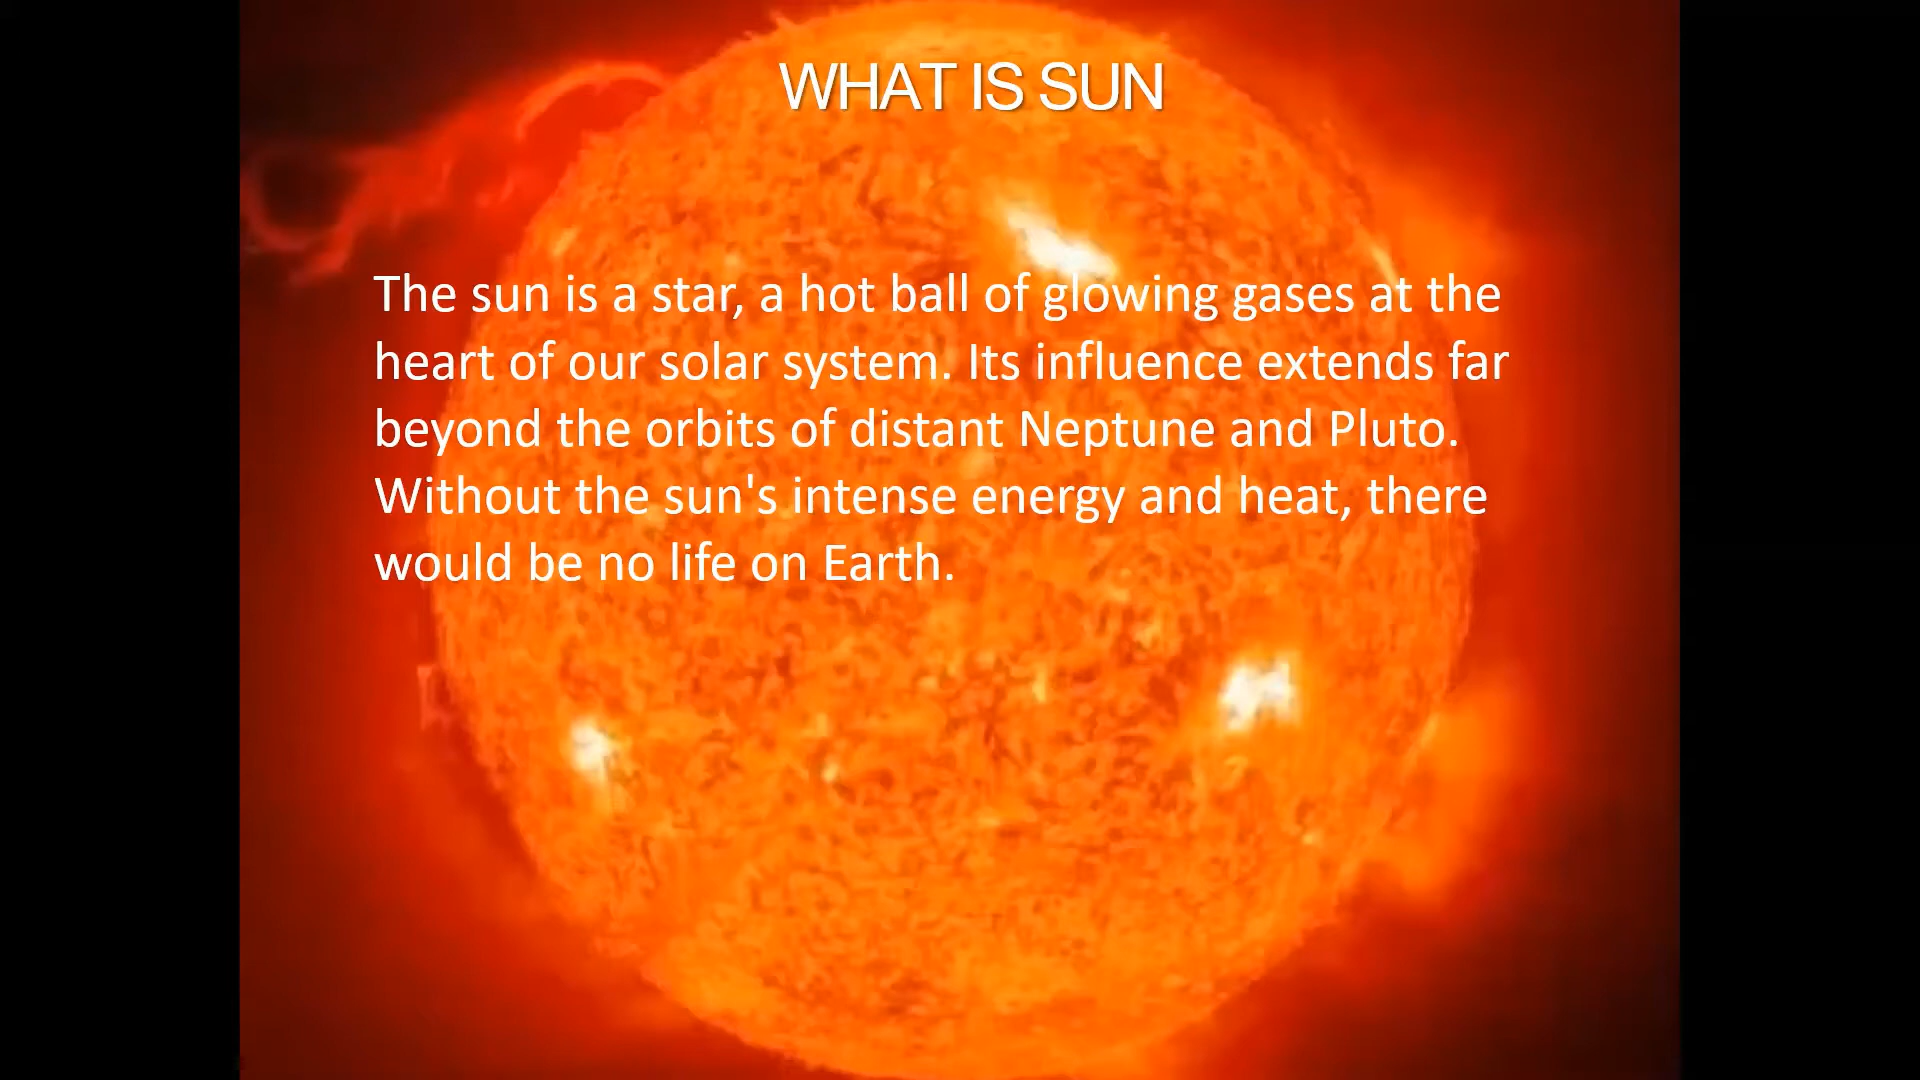 WHAT IS SUN
The sun is a star, a hot ball of glowing gases at the
heart of our solar system. Its influence extends far
beyond the orbits of distant Neptune and Pluto.
Without the sun's intense energy and heat, there
would be no life on Earth.